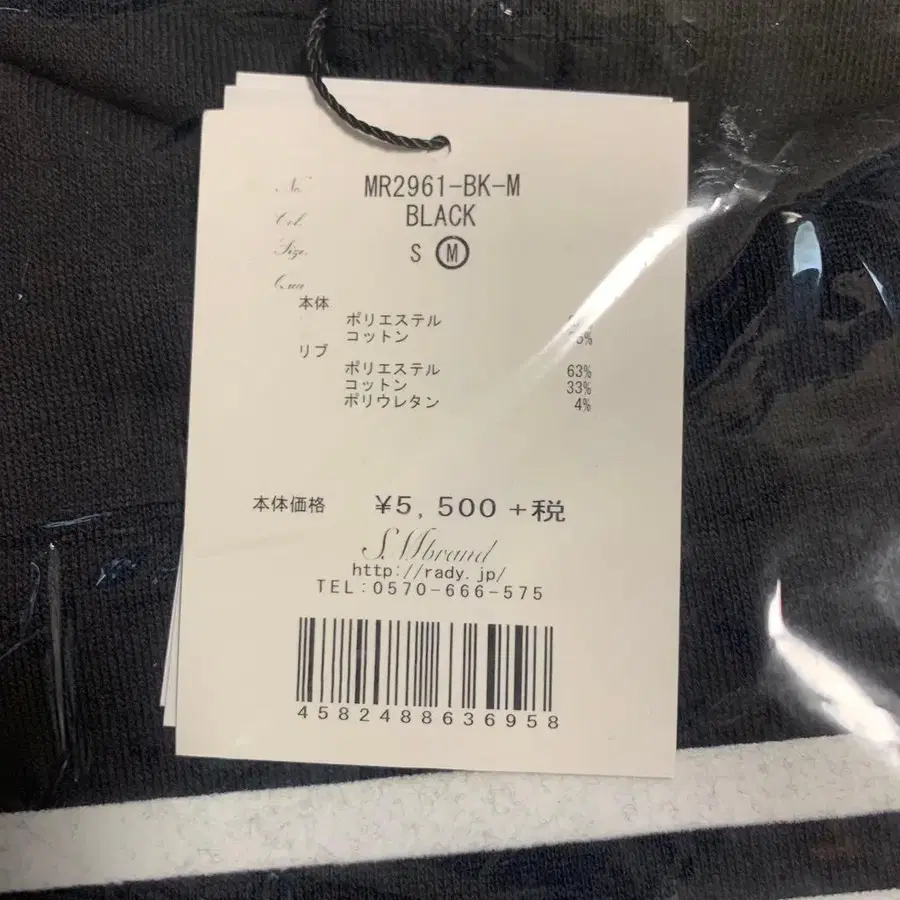 No. MR2961-BK-M
Col. BLACK
Size. S M
Qua
本体
ポリエステル
コットン
リブ
ポリエステル 63%
コットン 33%
ポリウレタン 4%
本体価格 ¥5,500+税
S.Mbrand
http://rady.jp/
TEL:0570-666-575
4582488636958